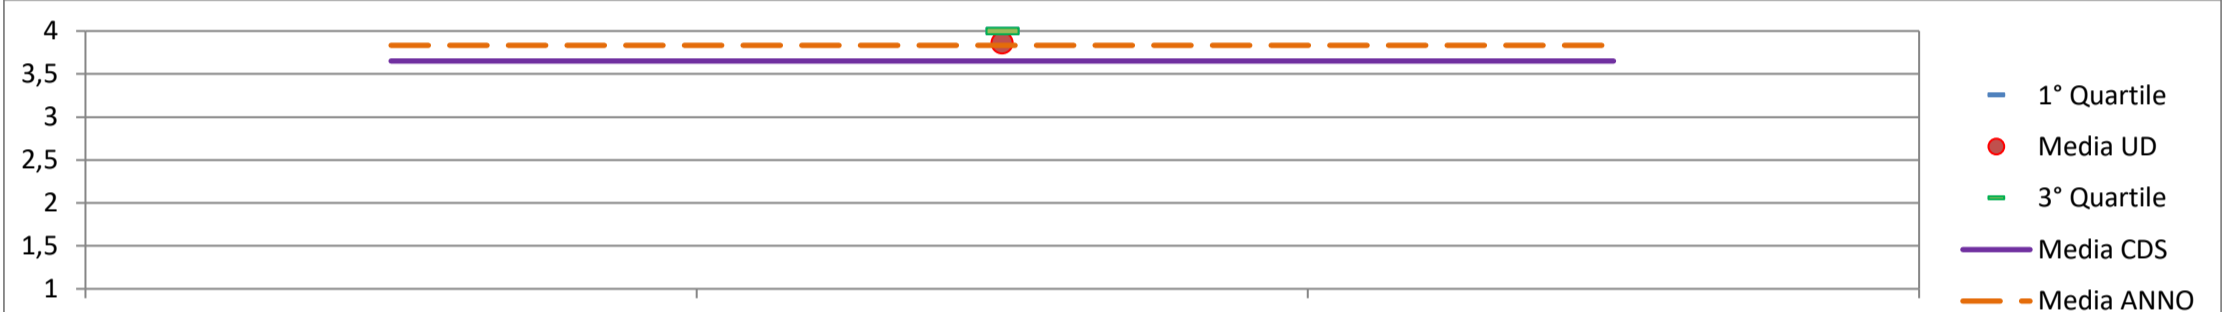 4
3,5
3
2,5
2
1,5
1
1° Quartile
Media UD
3° Quartile
Media CDS
Media ANNO